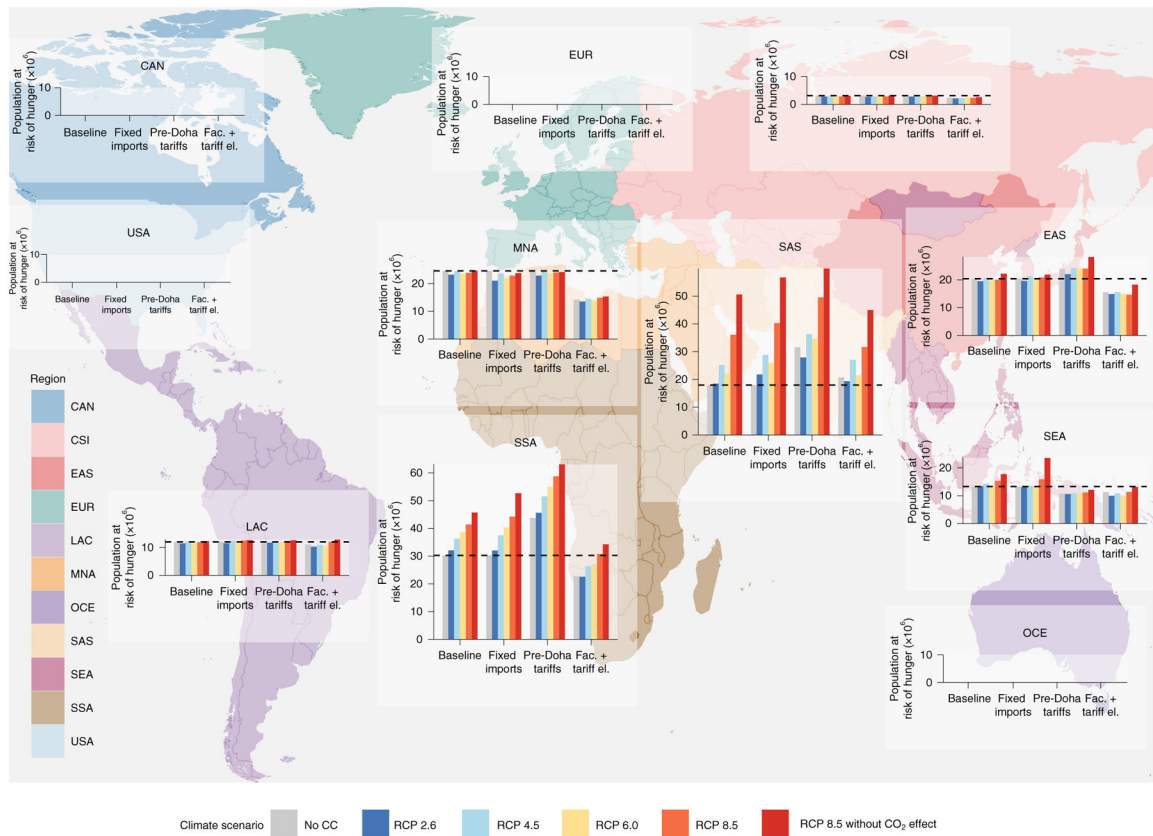 CAN
Population at
risk of hunger (×10⁶)
10
0
Baseline Fixed Pre-Doha Fac. +
imports tariffs tariff el.
EUR
Population at
risk of hunger (×10⁶)
10
0
Baseline Fixed Pre-Doha Fac. +
imports tariffs tariff el.
CSI
Population at
risk of hunger (×10⁶)
10
0
Baseline Fixed Pre-Doha Fac. +
imports tariffs tariff el.
USA
Population at
risk of hunger (×10⁶)
10
0
Baseline Fixed Pre-Doha Fac. +
imports tariffs tariff el.
MNA
Population at
risk of hunger (×10⁶)
20
10
0
Baseline Fixed Pre-Doha Fac. +
imports tariffs tariff el.
SAS
Population at
risk of hunger (×10⁶)
50
40
30
20
10
0
Baseline Fixed Pre-Doha Fac. +
imports tariffs tariff el.
EAS
Population at
risk of hunger (×10⁶)
20
10
0
Baseline Fixed Pre-Doha Fac. +
imports tariffs tariff el.
Region
CAN
CSI
EAS
EUR
LAC
MNA
OCE
SAS
SEA
SSA
USA
LAC
Population at
risk of hunger (×10⁶)
10
0
Baseline Fixed Pre-Doha Fac. +
imports tariffs tariff el.
SSA
Population at
risk of hunger (×10⁶)
60
50
40
30
20
10
0
Baseline Fixed Pre-Doha Fac. +
imports tariffs tariff el.
SEA
Population at
risk of hunger (×10⁶)
20
10
0
Baseline Fixed Pre-Doha Fac. +
imports tariffs tariff el.
OCE
Population at
risk of hunger (×10⁶)
10
0
Baseline Fixed Pre-Doha Fac. +
imports tariffs tariff el.
Climate scenario No CC RCP 2.6 RCP 4.5 RCP 6.0 RCP 8.5 RCP 8.5 without CO₂ effect